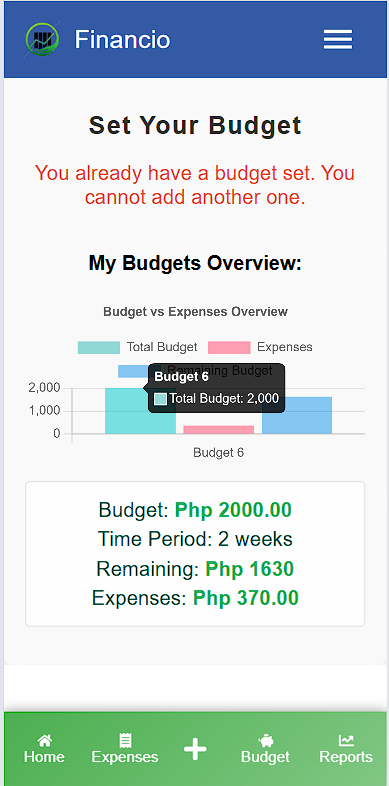 Financio
Set Your Budget
You already have a budget set. You
cannot add another one.
My Budgets Overview:
Budget vs Expenses Overview
Total Budget Expenses
Remaining Budget
Budget 6
Total Budget: 2,000
2,000
1,000
0
Budget 6
Budget: Php 2000.00
Time Period: 2 weeks
Remaining: Php 1630
Expenses: Php 370.00
Home Expenses Budget Reports